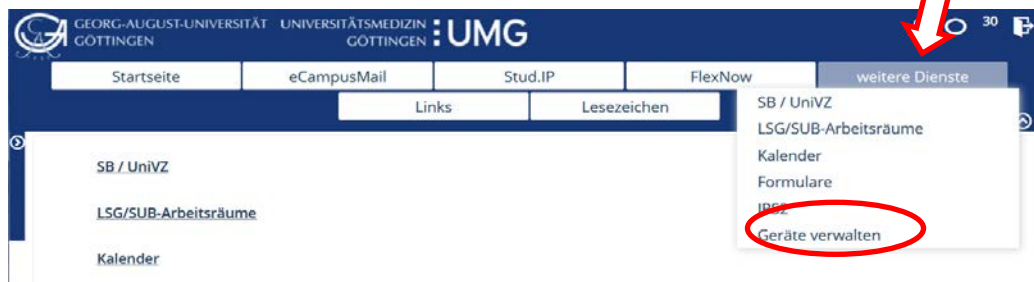 GEORG-AUGUST-UNIVERSITÄT
GÖTTINGEN
UNIVERSITÄTSMEDIZIN
GÖTTINGEN
UMG
30
Startseite
eCampusMail
Stud.IP
FlexNow
weitere Dienste
Links
Lesezeichen
SB / UniVZ
LSG/SUB-Arbeitsräume
Kalender
Formulare
Geräte verwalten
SB / UniVZ
LSG/SUB-Arbeitsräume
Kalender